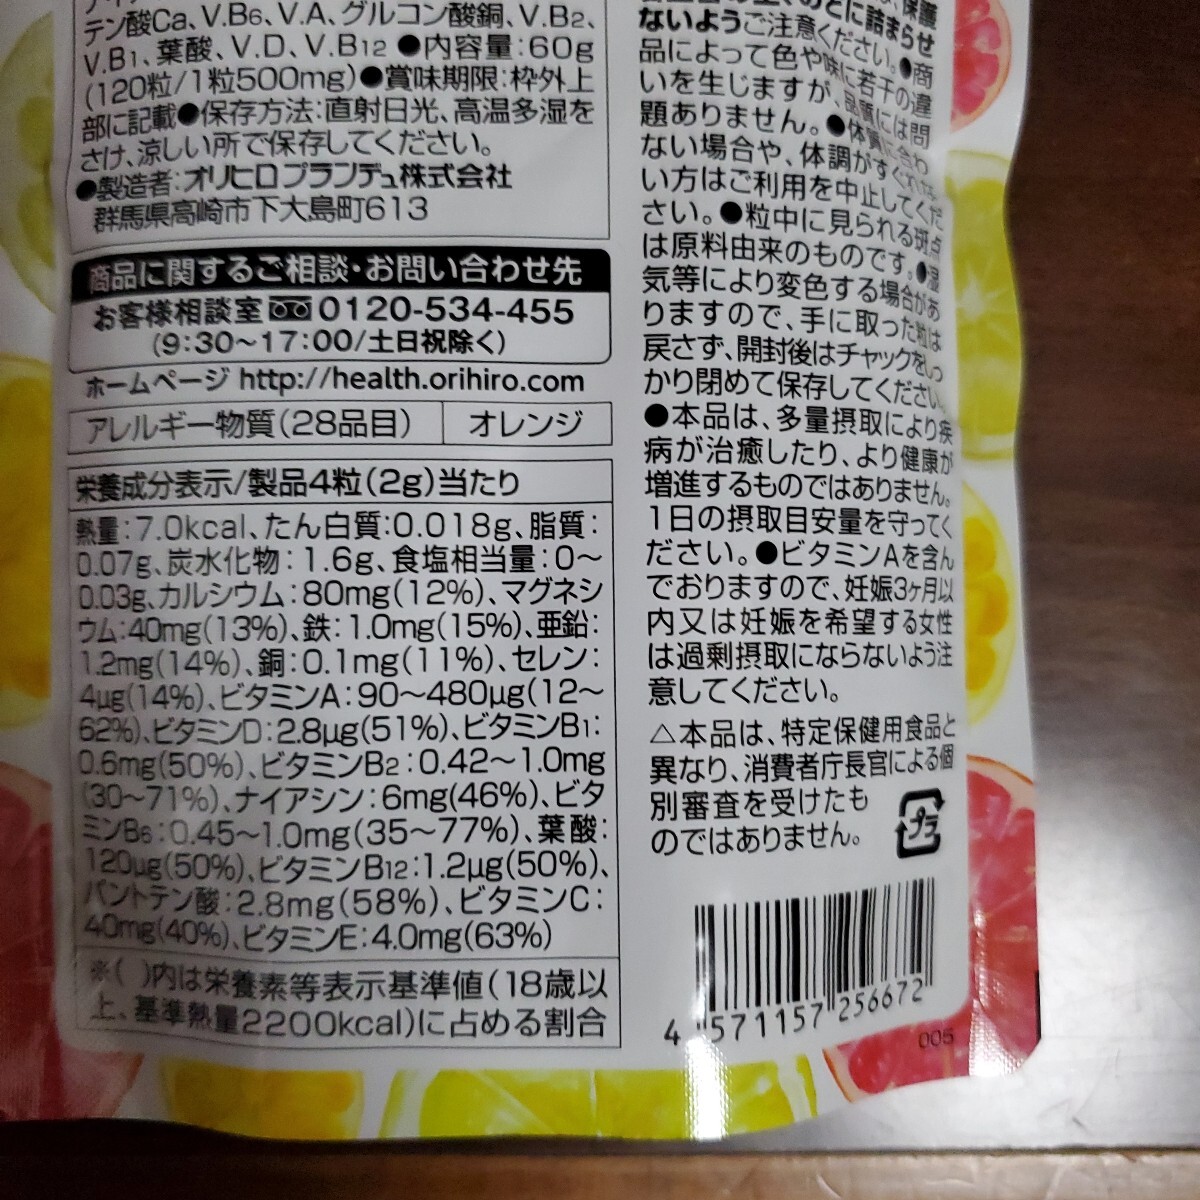 テン酸Ca、V.B6、V.A、グルコン酸銅、V.B2、
V.B1、葉酸、V.D、V.B12 ●内容量:60g
(120粒/1粒500mg)●賞味期限:枠外上
部に記載●保存方法:直射日光、高温多湿を
さけ、涼しい所で保存してください。
●製造者:オリヒロプランデュ株式会社
群馬県高崎市下大島町613
商品に関するご相談・お問い合わせ先
お客様相談室 0120-534-455
(9:30〜17:00/土日祝除く)
ホームページ http://health.orihiro.com
アレルギー物質(28品目) オレンジ
栄養成分表示/製品4粒(2g)当たり
熱量:7.0kcal、たん白質:0.018g、脂質:
0.07g、炭水化物:1.6g、食塩相当量:0〜
0.03g、カルシウム:80mg(12%)、マグネシ
ウム:40mg(13%)、鉄:1.0mg(15%)、亜鉛:
1.2mg(14%)、銅:0.1mg(11%)、セレン:
4μg(14%)、ビタミンA:90〜480μg(12〜
62%)、ビタミンD:2.8μg(51%)、ビタミンB1:
0.6mg(50%)、ビタミンB2:0.42〜1.0mg
(30〜71%)、ナイアシン:6mg(46%)、ビタ
ミンB6:0.45〜1.0mg(35〜77%)、葉酸:
120μg(50%)、ビタミンB12:1.2μg(50%)、
パントテン酸:2.8mg(58%)、ビタミンC:
40mg(40%)、ビタミンE:4.0mg(63%)
※( )内は栄養素等表示基準値(18歳以
上、基準熱量2200kcal)に占める割合
のどに詰まらせ
ないようご注意ください。●商
品によって色や味に若干の違
いを生じますが、品質には問
題ありません。●体質に合わ
ない場合や、体調がすぐれな
い方はご利用を中止してくだ
さい。●粒中に見られる斑点
は原料由来のものです。●湿
気等により変色する場合があ
りますので、手に取った粒は
戻さず、開封後はチャックをしっ
かり閉めて保存してください。
●本品は、多量摂取により疾
病が治癒したり、より健康が
増進するものではありません。
1日の摂取目安量を守ってく
ださい。●ビタミンAを含ん
でおりますので、妊娠3ヶ月以
内又は妊娠を希望する女性
は過剰摂取にならないよう注
意してください。
△本品は、特定保健用食品と
異なり、消費者庁長官による個
別審査を受けたも
のではありません。
プラ
4 571157 256672
005